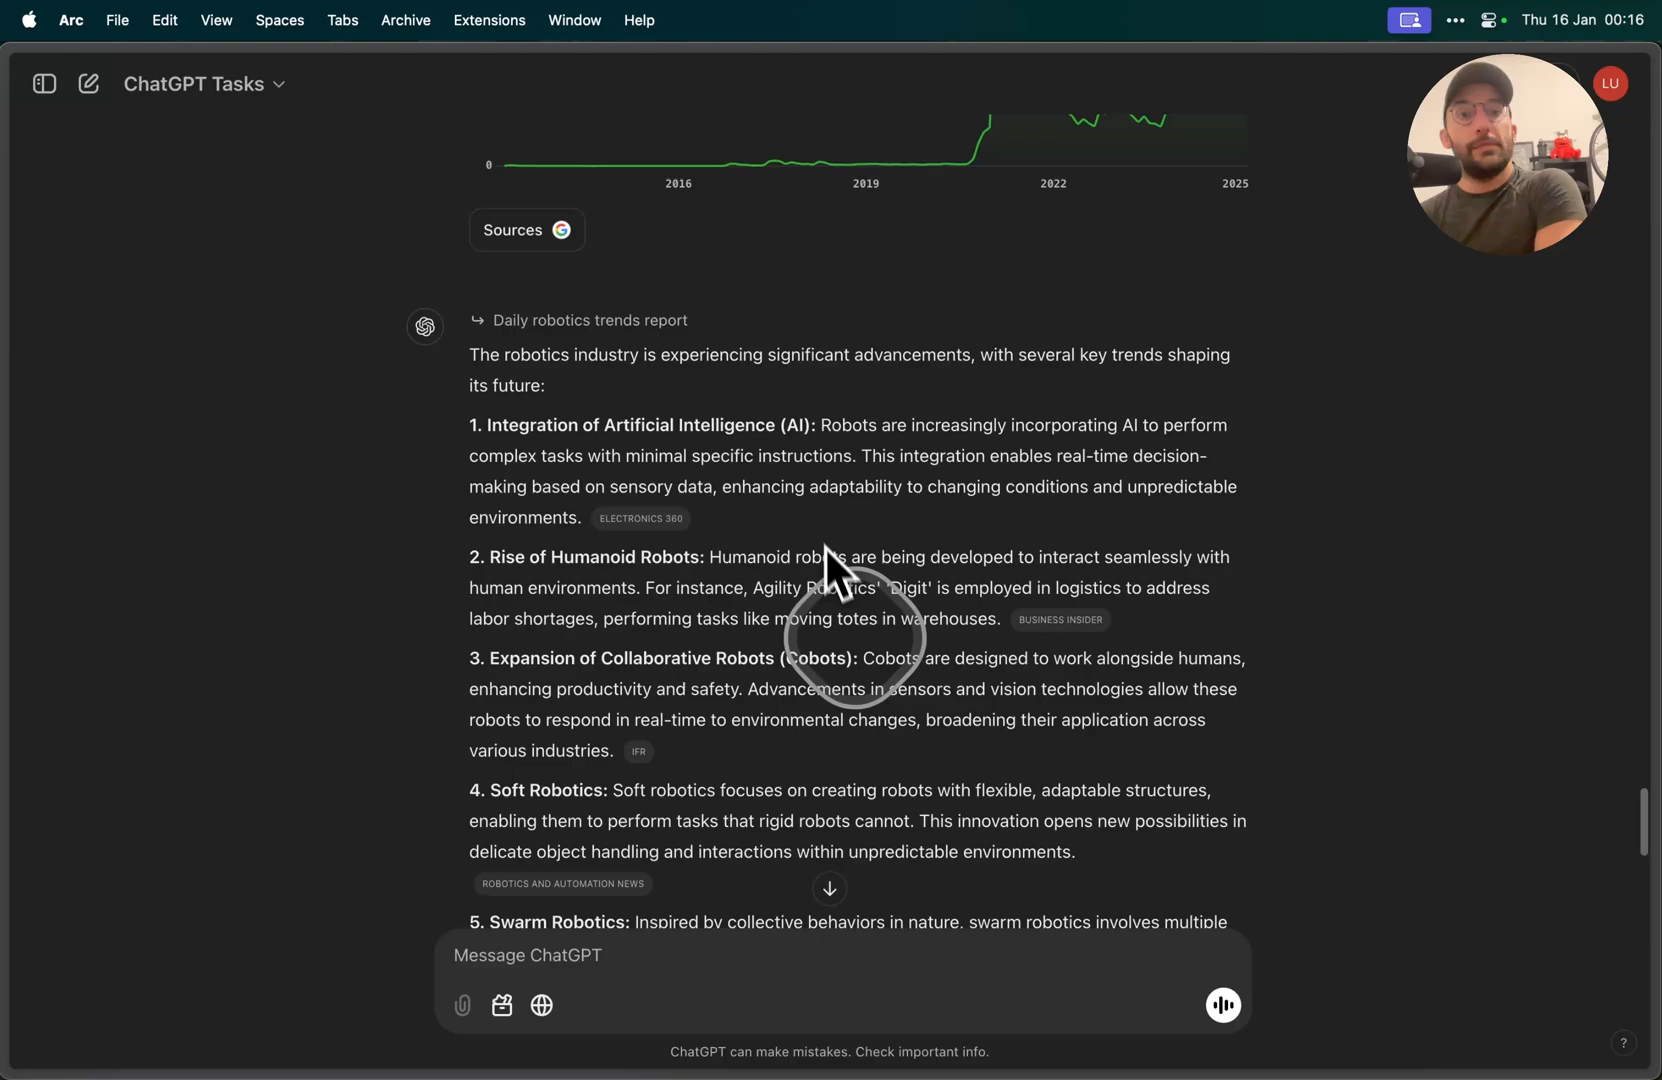 Arc File Edit View Spaces Tabs Archive Extensions Window Help Thu 16 Jan 00:16
ChatGPT Tasks
LU
0
2016 2019 2022 2025
Sources
Daily robotics trends report
The robotics industry is experiencing significant advancements, with several key trends shaping
its future:
1. Integration of Artificial Intelligence (AI): Robots are increasingly incorporating AI to perform
complex tasks with minimal specific instructions. This integration enables real-time decision-
making based on sensory data, enhancing adaptability to changing conditions and unpredictable
environments. ELECTRONICS 360
2. Rise of Humanoid Robots: Humanoid robots are being developed to interact seamlessly with
human environments. For instance, Agility Robotics' 'Digit' is employed in logistics to address
labor shortages, performing tasks like moving totes in warehouses. BUSINESS INSIDER
3. Expansion of Collaborative Robots (Cobots): Cobots are designed to work alongside humans,
enhancing productivity and safety. Advancements in sensors and vision technologies allow these
robots to respond in real-time to environmental changes, broadening their application across
various industries. IFR
4. Soft Robotics: Soft robotics focuses on creating robots with flexible, adaptable structures,
enabling them to perform tasks that rigid robots cannot. This innovation opens new possibilities in
delicate object handling and interactions within unpredictable environments.
ROBOTICS AND AUTOMATION NEWS
5. Swarm Robotics: Inspired by collective behaviors in nature, swarm robotics involves multiple
Message ChatGPT
ChatGPT can make mistakes. Check important info.
?